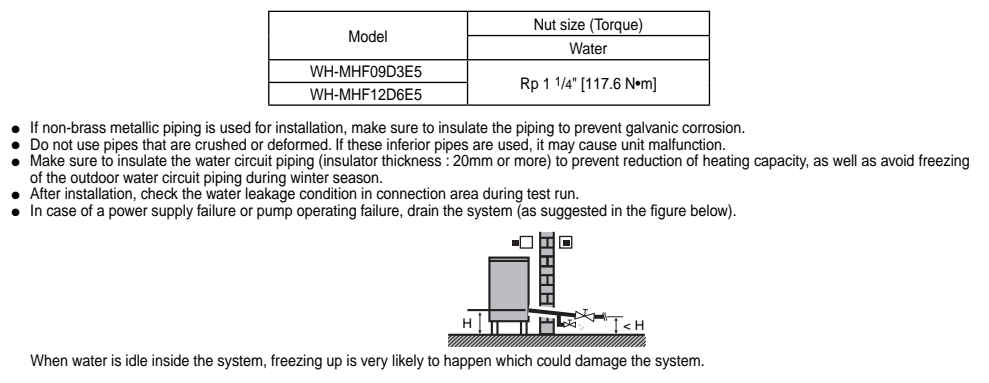 Model
Nut size (Torque)
Water
WH-MHF09D3E5
WH-MHF12D6E5
Rp 1 1/4" [117.6 N•m]
● If non-brass metallic piping is used for installation, make sure to insulate the piping to prevent galvanic corrosion.
● Do not use pipes that are crushed or deformed. If these inferior pipes are used, it may cause unit malfunction.
● Make sure to insulate the water circuit piping (insulator thickness : 20mm or more) to prevent reduction of heating capacity, as well as avoid freezing
of the outdoor water circuit piping during winter season.
● After installation, check the water leakage condition in connection area during test run.
● In case of a power supply failure or pump operating failure, drain the system (as suggested in the figure below).
H
< H
When water is idle inside the system, freezing up is very likely to happen which could damage the system.